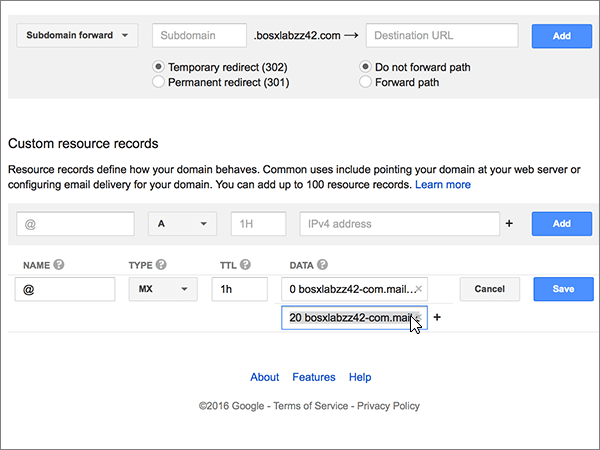 Subdomain forward Subdomain .bosxlabzz42.com → Destination URL Add
Temporary redirect (302) Do not forward path
Permanent redirect (301) Forward path
Custom resource records
Resource records define how your domain behaves. Common uses include pointing your domain at your web server or
configuring email delivery for your domain. You can add up to 100 resource records. Learn more
@ A 1H IPv4 address + Add
NAME ? TYPE ? TTL ? DATA ?
@ MX 1h 0 bosxlabzz42-com.mail... × Cancel Save
20 bosxlabzz42-com.mail... × +
About Features Help
©2016 Google - Terms of Service - Privacy Policy